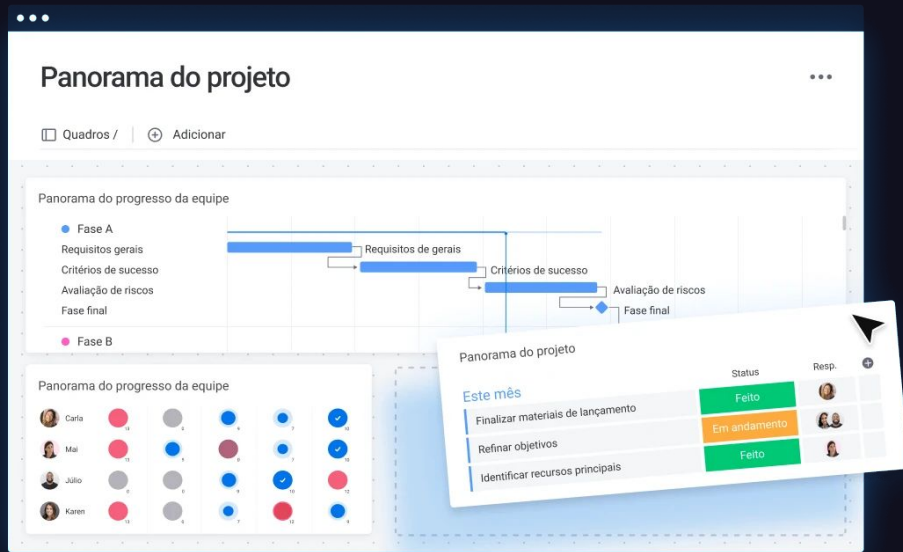 Panorama do projeto
Quadros /
Adicionar
Panorama do progresso da equipe
Fase A
Requisitos gerais
Requisitos de gerais
Critérios de sucesso
Critérios de sucesso
Avaliação de riscos
Avaliação de riscos
Fase final
Fase final
Fase B
Panorama do projeto
Este mês
Status
Resp.
Finalizar materiais de lançamento
Feito
Refinar objetivos
Em andamento
Identificar recursos principais
Feito
Panorama do progresso da equipe
Carla
Mai
Júlio
Karen